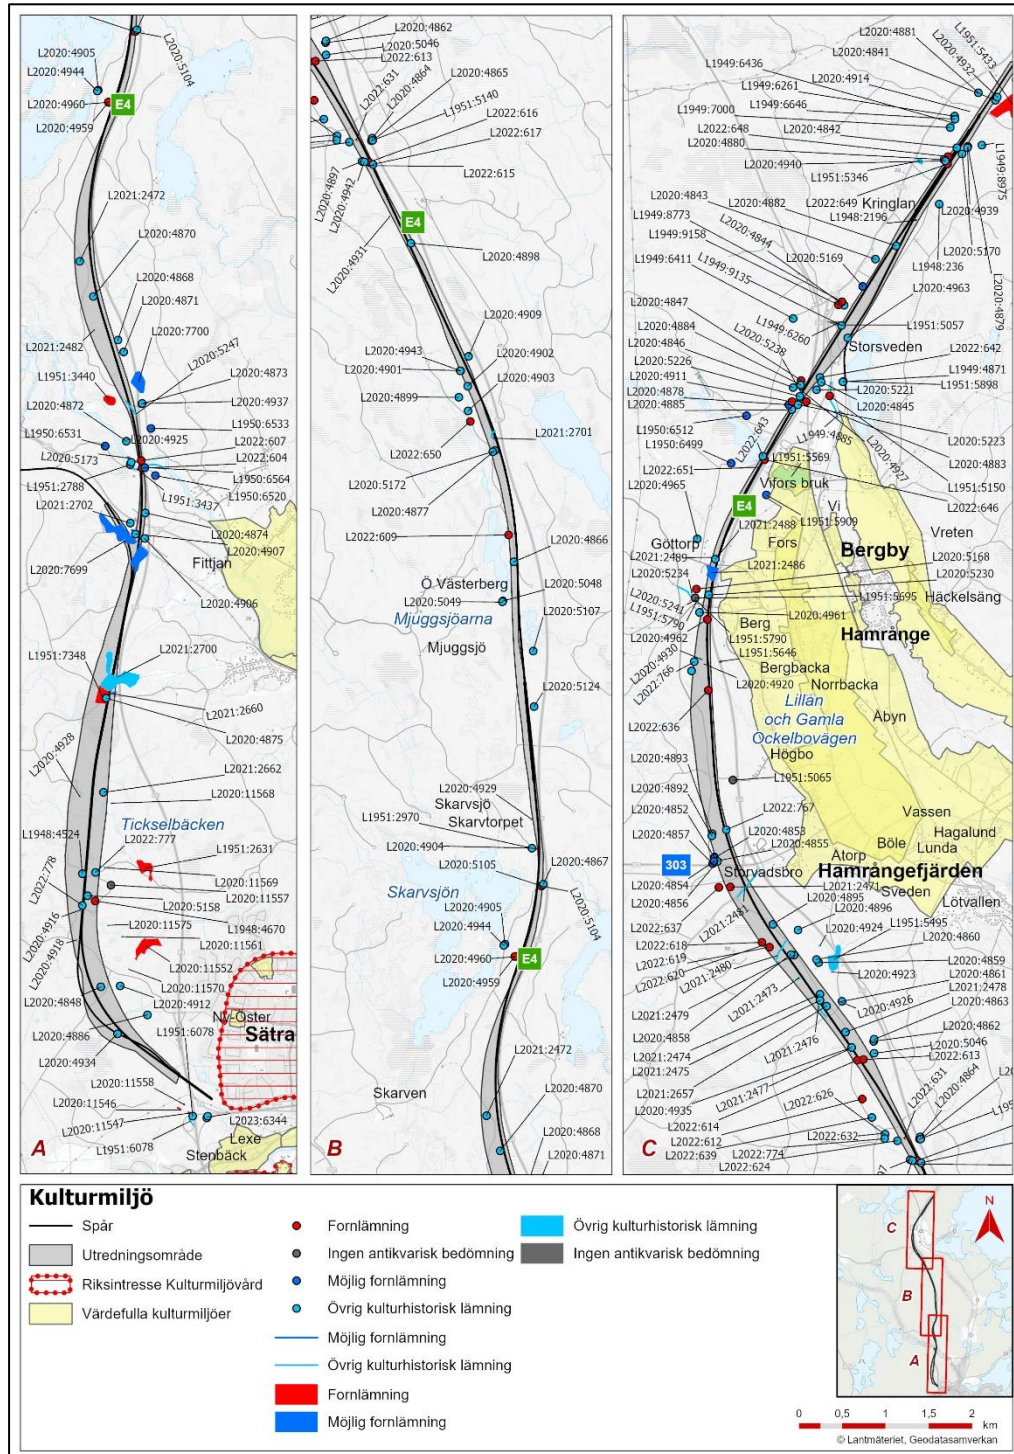 L2020:4905
L2020:4944
L2020:4960
L2020:4959
L2020:5104
E4
L2021:2472
L2020:4870
L2020:4868
L2020:4871
L2020:7700
L2021:2482
L2020:5247
L1951:3440
L2020:4873
L2020:4872
L2020:4937
L1950:6531
L2020:4925
L1950:6533
L2022:607
L2020:5173
L2022:604
L1951:2788
L1950:6564
L1950:6520
L2021:2702
L1951:3437
L2020:4874
L2020:4907
Fittjan
L2020:7699
L2020:4906
L1951:7348
L2021:2700
L2021:2660
L2020:4875
L2020:4928
L2021:2662
L2020:11568
Tickselbäcken
L1948:4524
L2022:777
L1951:2631
L2022:778
L2020:11569
L2020:11557
L2020:5158
L1948:4670
L2020:4916
L2020:11575
L2020:11561
L2020:4918
L2020:11552
L2020:11570
L2020:4848
L2020:4912
Ny-Öster
L1951:6078
Sätra
L2020:4886
L2020:4934
L2020:11558
L2020:11546
L2020:11547
L2023:6344
L1951:6078
Lexe
Stenbäck
A
L2020:4862
L2020:5046
L2022:613
L2022:631
L2020:4864
L2020:4865
L1951:5140
L2022:616
L2022:617
L2022:615
L2020:4897
L2020:4942
L2020:4931
E4
L2020:4898
L2020:4909
L2020:4943
L2020:4902
L2020:4901
L2020:4903
L2020:4899
L2021:2701
L2022:650
L2020:5172
L2020:4877
L2022:609
L2020:4866
Ö Västerberg
L2020:5048
L2020:5049
Mjuggsjöarna
L2020:5107
Mjuggsjö
L2020:5124
L2020:4929
Skarvsjö
Skarvtorpet
L1951:2970
L2020:4904
L2020:5105
L2020:4867
Skarvsjön
L2020:4905
L2020:4944
L2020:5104
L2020:4960
E4
L2020:4959
L2021:2472
Skarven
L2020:4870
L2020:4868
L2020:4871
B
L2020:4881
L1951:5433
L2020:4841
L2020:4932
L1949:6436
L2020:4914
L1949:6261
L1949:6646
L1949:7000
L2022:648
L2020:4842
L2020:4880
L2020:4940
L1951:5346
L1949:8975
L2020:4843
L2020:4882
L2022:649
Kringlan
L1948:2196
L2020:4939
L1949:8773
L1949:9158
L2020:4844
L1949:6411
L1949:9135
L2020:5169
L1948:236
L2020:5170
L2020:4963
L2020:4879
L2020:4847
L2020:4884
L1949:6260
L1951:5057
L2020:4846
L2020:5238
Storsveden
L2020:5226
L2022:642
L2020:4911
L1949:4871
L2020:4878
L2020:5221
L1951:5898
L2020:4885
L2020:4845
L1950:6512
L2022:643
L1949:4885
L2020:5223
L1950:6499
L2020:4927
L2020:4883
L2022:651
L1951:5569
L1951:5150
L2020:4965
Vifors bruk
L2022:646
E4
L1951:5909
Vi
L2021:2488
Fors
Vreten
Göttorp
Bergby
L2021:2489
L2021:2486
L2020:5168
L2020:5234
L2020:5230
L1951:5695
Häckelsäng
L2020:5241
L1951:5790
L2020:4961
Berg
Hamrånge
L2020:4962
L1951:5790
L2020:4930
L1951:5646
Bergbacka
L2022:766
L2020:4920
Norrbacka
Lillån
och Gamla
Ockelbovägen
Åbyn
L2022:636
Högbo
L2020:4893
L1951:5065
L2020:4892
L2020:4852
L2022:767
Vassen
L2020:4857
L2020:4853
Hagalund
L2020:4855
Böle
Lunda
Åtorp
303
Storvadsbro
Hamrångefjärden
L2020:4854
L2021:2471
Sveden
L2020:4856
L2020:4895
Lötvallen
L2021:2481
L2020:4896
L2022:637
L1951:5495
L2020:4924
L2022:618
L2020:4860
L2022:619
L2020:4859
L2022:620
L2021:2480
L2020:4923
L2020:4861
L2021:2473
L2021:2478
L2021:2479
L2020:4926
L2020:4863
L2020:4858
L2020:4862
L2021:2474
L2021:2476
L2020:5046
L2021:2475
L2022:613
L2021:2657
L2021:2477
L2022:631
L2020:4864
L2020:4935
L2022:626
L2022:614
L2022:612
L2022:632
L2022:639
L2022:774
L2022:624
C
Kulturmiljö
Spår
Utredningsområde
Riksintresse Kulturmiljövård
Värdefulla kulturmiljöer
Fornlämning
Ingen antikvarisk bedömning
Möjlig fornlämning
Övrig kulturhistorisk lämning
Möjlig fornlämning
Övrig kulturhistorisk lämning
Fornlämning
Möjlig fornlämning
Övrig kulturhistorisk lämning
Ingen antikvarisk bedömning
N
C
B
A
0 0,5 1 1,5 2
km
© Lantmäteriet, Geodatasamverkan